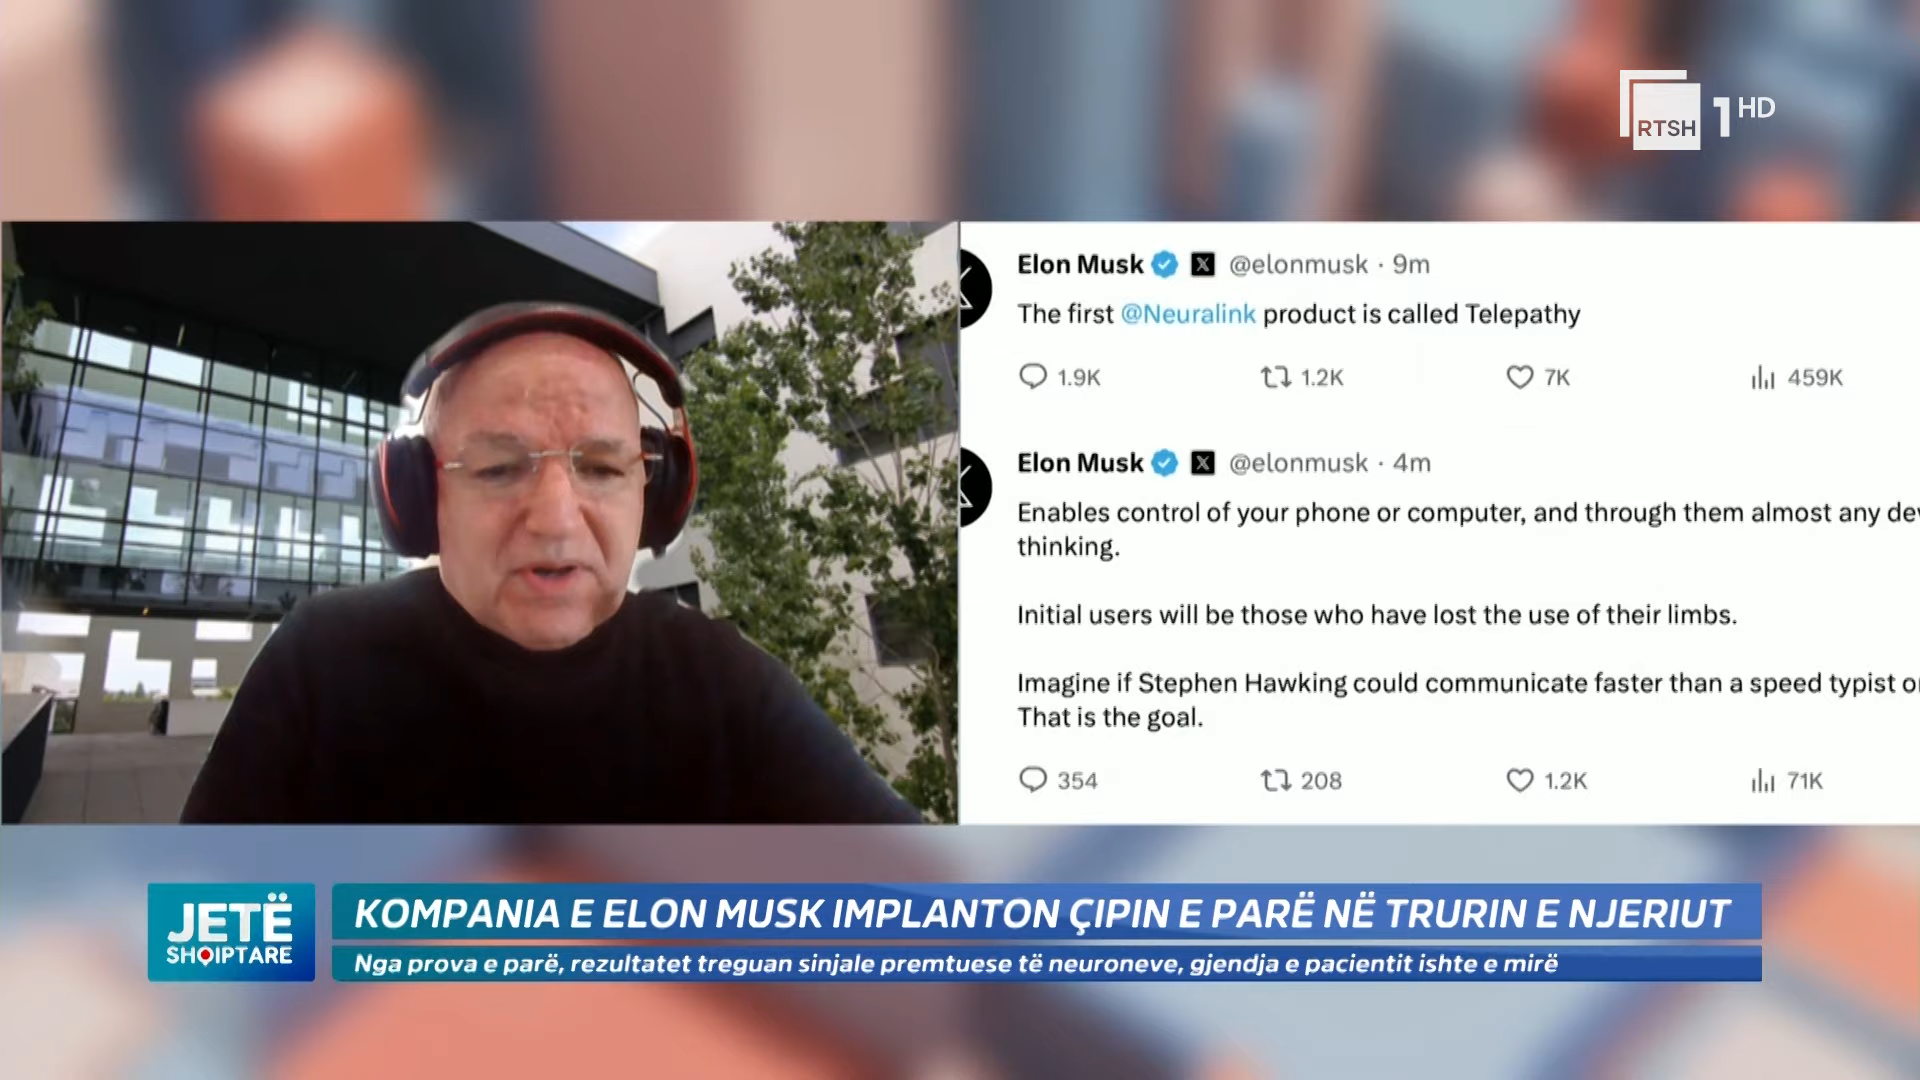 RTSH 1 HD
Elon Musk @elonmusk · 9m
The first @Neuralink product is called Telepathy
1.9K 1.2K 7K 459K
Elon Musk @elonmusk · 4m
Enables control of your phone or computer, and through them almost any
thinking.
Initial users will be those who have lost the use of their limbs.
Imagine if Stephen Hawking could communicate faster than a speed typist
That is the goal.
354 208 1.2K 71K
JETË
SHQIPTARE
KOMPANIA E ELON MUSK IMPLANTON ÇIPIN E PARË NË TRURIN E NJERIUT
Nga prova e parë, rezultatet treguan sinjale premtuese të neuroneve, gjendja e pacientit ishte e mirë